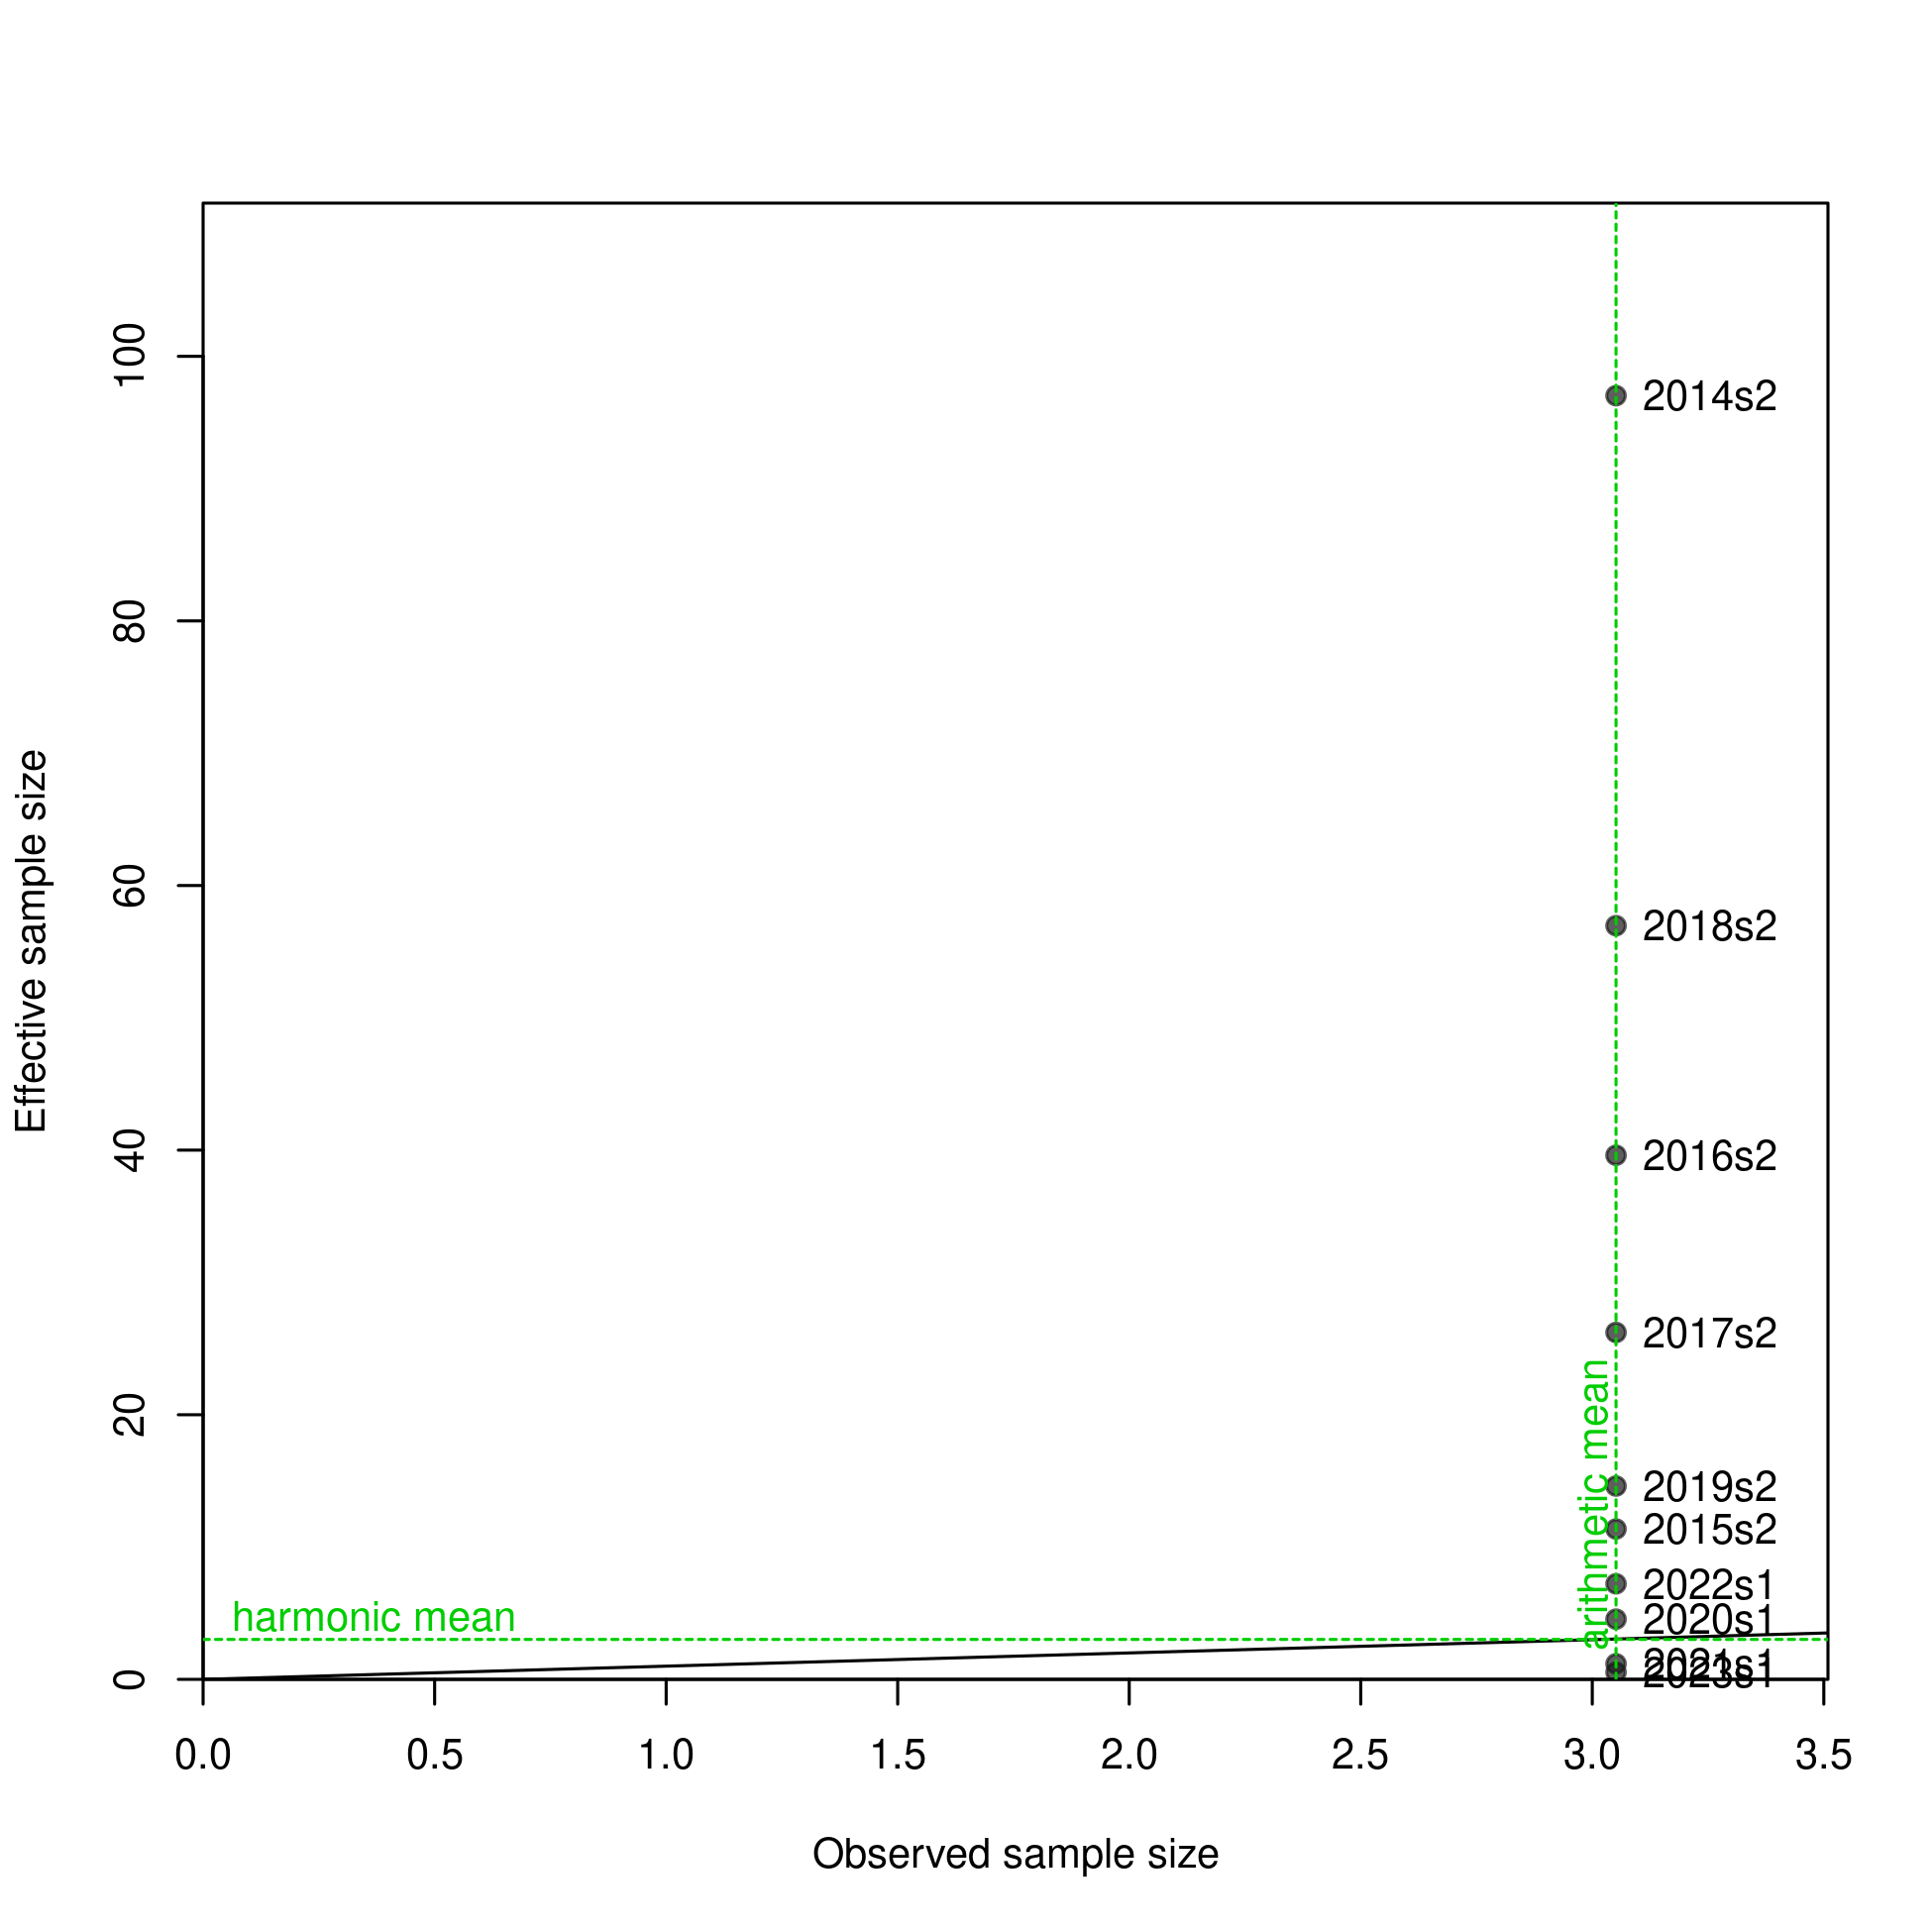 100
80
60
40
20
0
Effective sample size
2014s2
2018s2
2016s2
2017s2
arithmetic mean
2019s2
2015s2
2022s1
2020s1
harmonic mean
2021s1
2023s1
0.0 0.5 1.0 1.5 2.0 2.5 3.0 3.5
Observed sample size